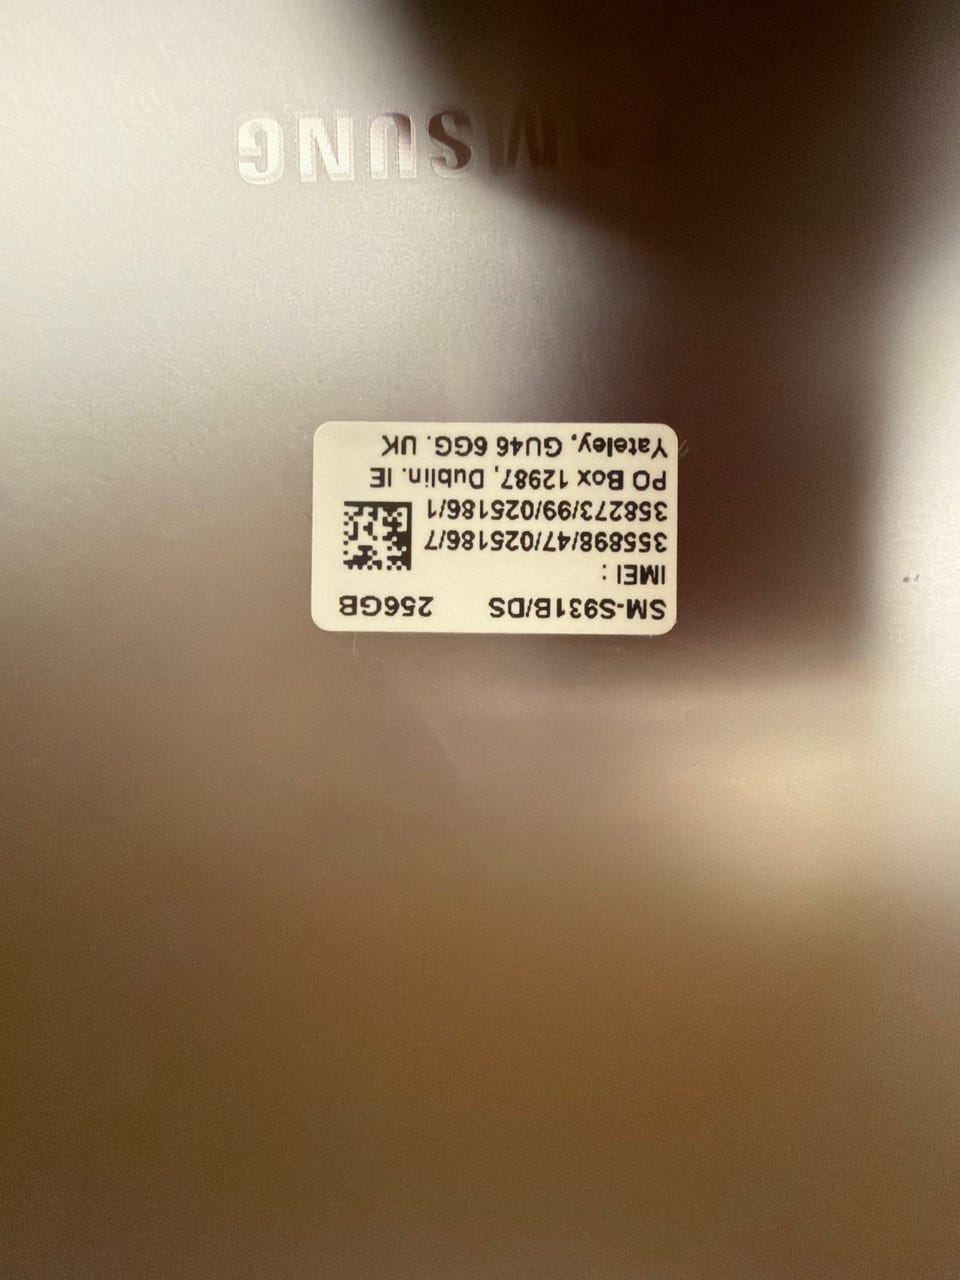 SM-S931B/DS 256GB
IMEI :
355898/47/025186/7
358273/99/025186/1
PO Box 12987, Dublin. IE
Yateley, GU46 6GG. UK
SAMSUNG